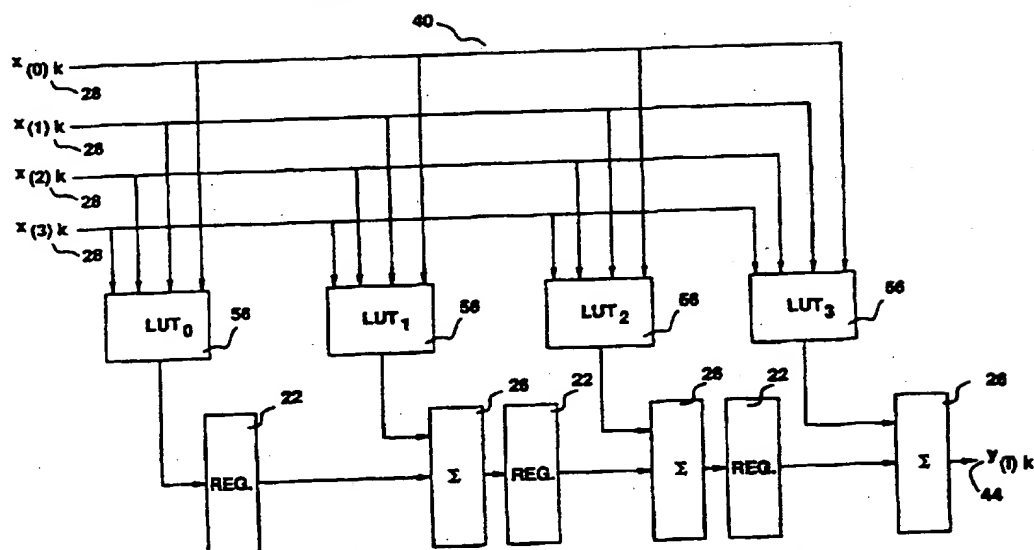 40
x(0) k
28
x(1) k
28
x(2) k
28
x(3) k
28
LUT0
56
LUT1
56
LUT2
56
LUT3
56
22
26
22
26
22
26
REG.
Σ
REG.
Σ
REG.
Σ
y(i) k
44